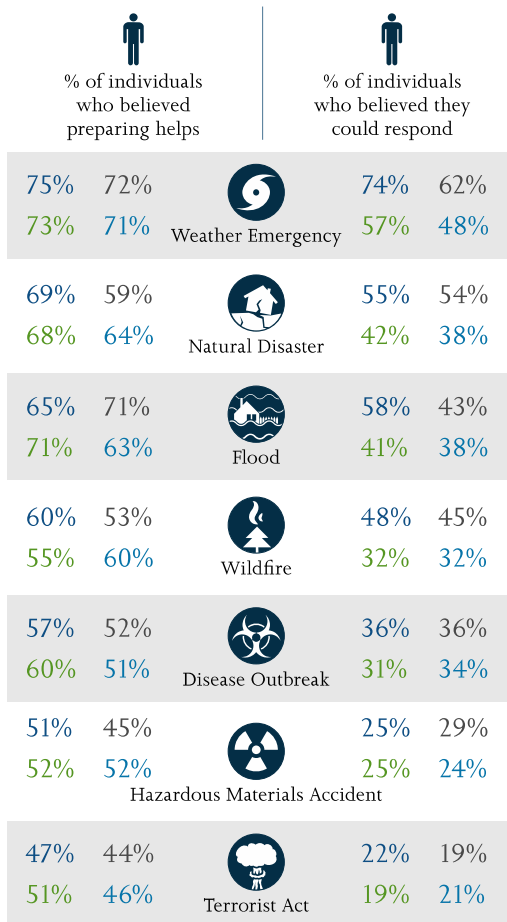 % of individuals
who believed
preparing helps
% of individuals
who believed they
could respond
75% 72% 74% 62%
73% 71% 57% 48%
Weather Emergency
69% 59% 55% 54%
68% 64% 42% 38%
Natural Disaster
65% 71% 58% 43%
71% 63% 41% 38%
Flood
60% 53% 48% 45%
55% 60% 32% 32%
Wildfire
57% 52% 36% 36%
60% 51% 31% 34%
Disease Outbreak
51% 45% 25% 29%
52% 52% 25% 24%
Hazardous Materials Accident
47% 44% 22% 19%
51% 46% 19% 21%
Terrorist Act